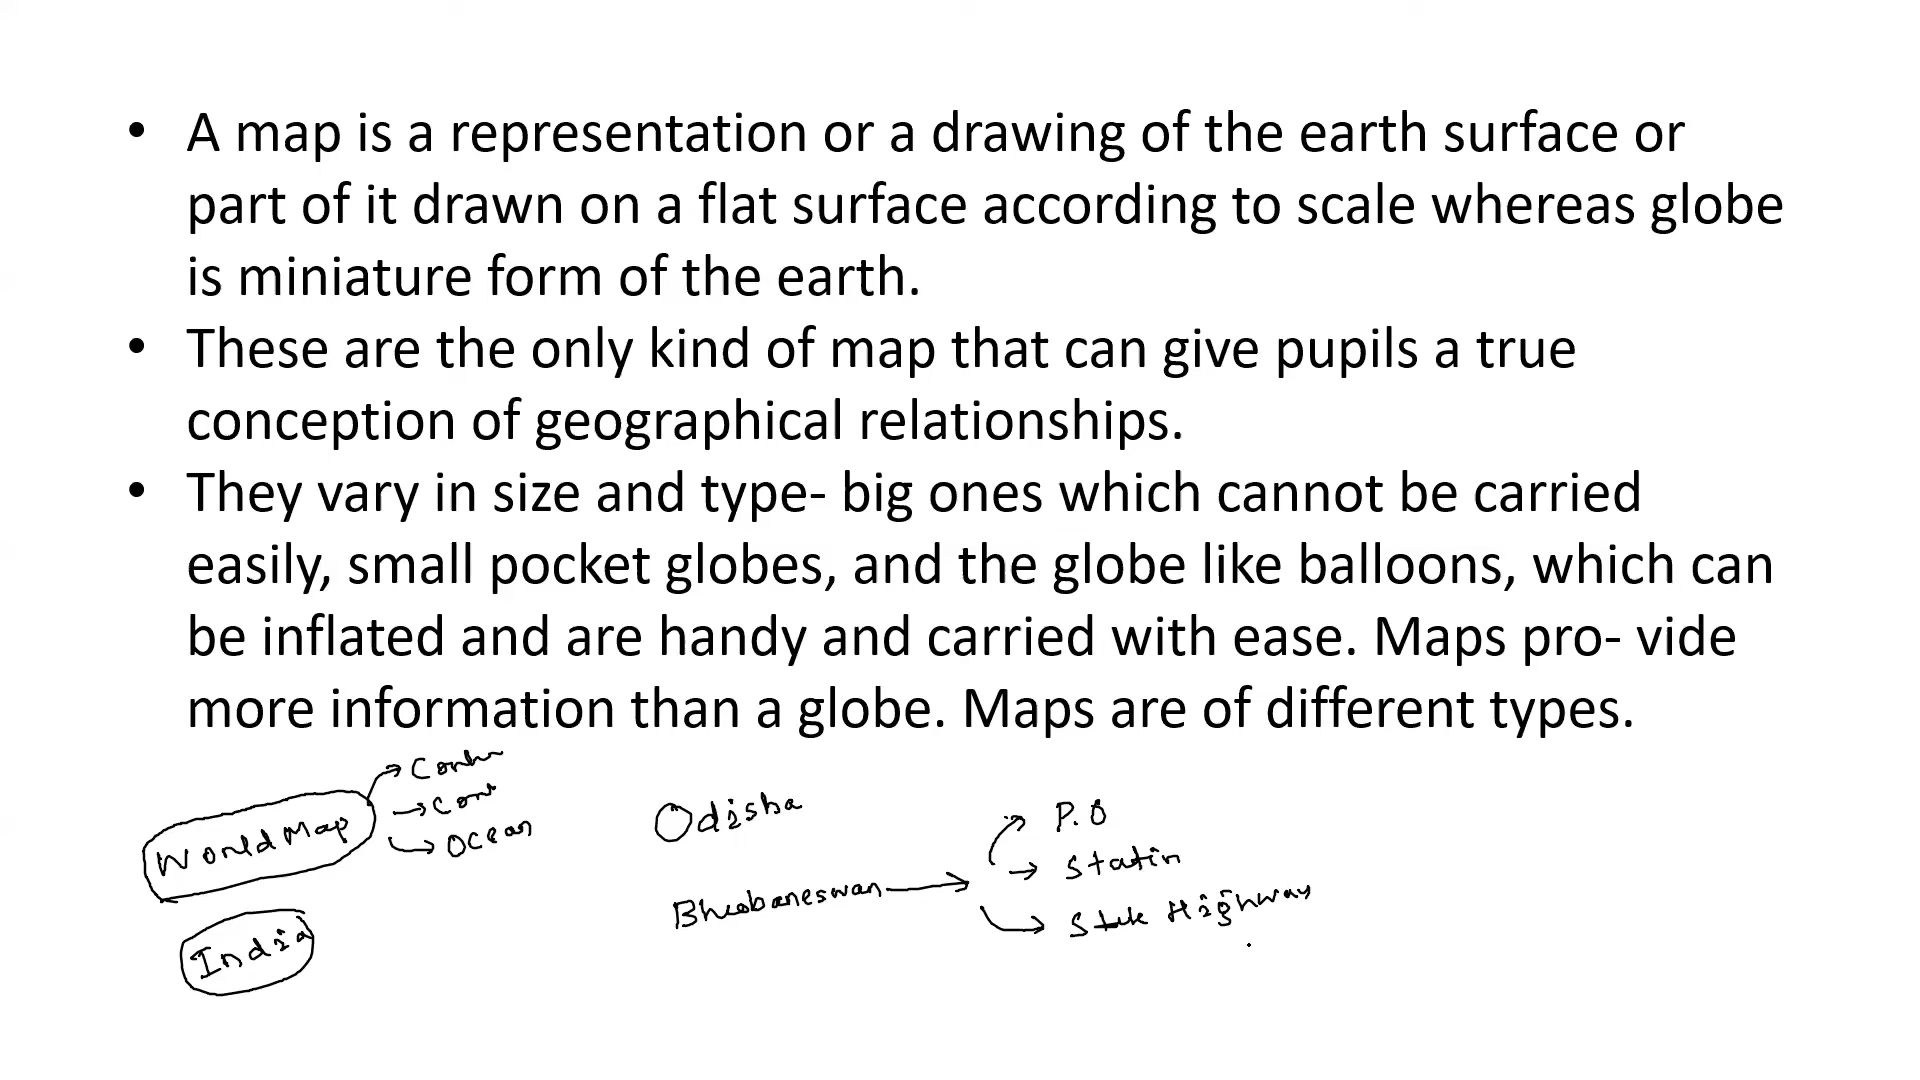 • A map is a representation or a drawing of the earth surface or
part of it drawn on a flat surface according to scale whereas globe
is miniature form of the earth.
• These are the only kind of map that can give pupils a true
conception of geographical relationships.
• They vary in size and type- big ones which cannot be carried
easily, small pocket globes, and the globe like balloons, which can
be inflated and are handy and carried with ease. Maps pro- vide
more information than a globe. Maps are of different types.
World Map
Cont
Ocean
India
Odisha
Bhubaneswar
P.O
Statin
State Highway